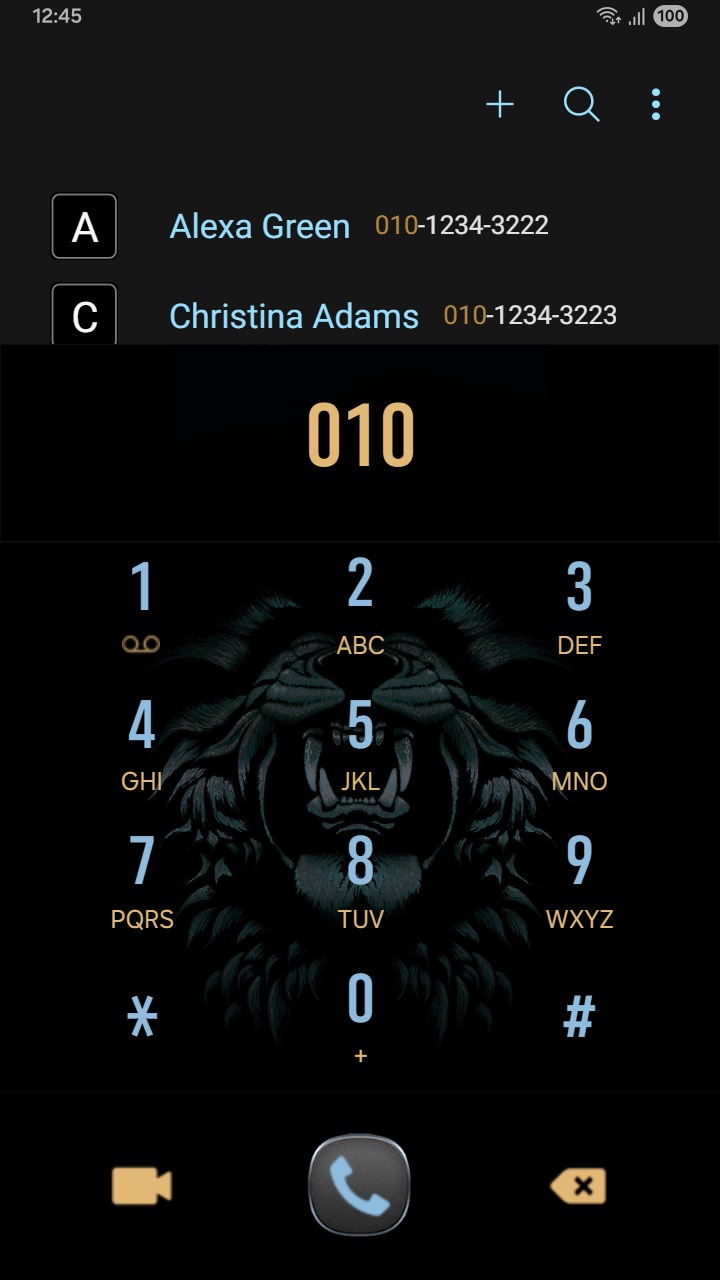 12:45 100
A Alexa Green 010-1234-3222
C Christina Adams 010-1234-3223
010
1 2 3
ABC DEF
4 5 6
GHI JKL MNO
7 8 9
PQRS TUV WXYZ
* 0 #
+